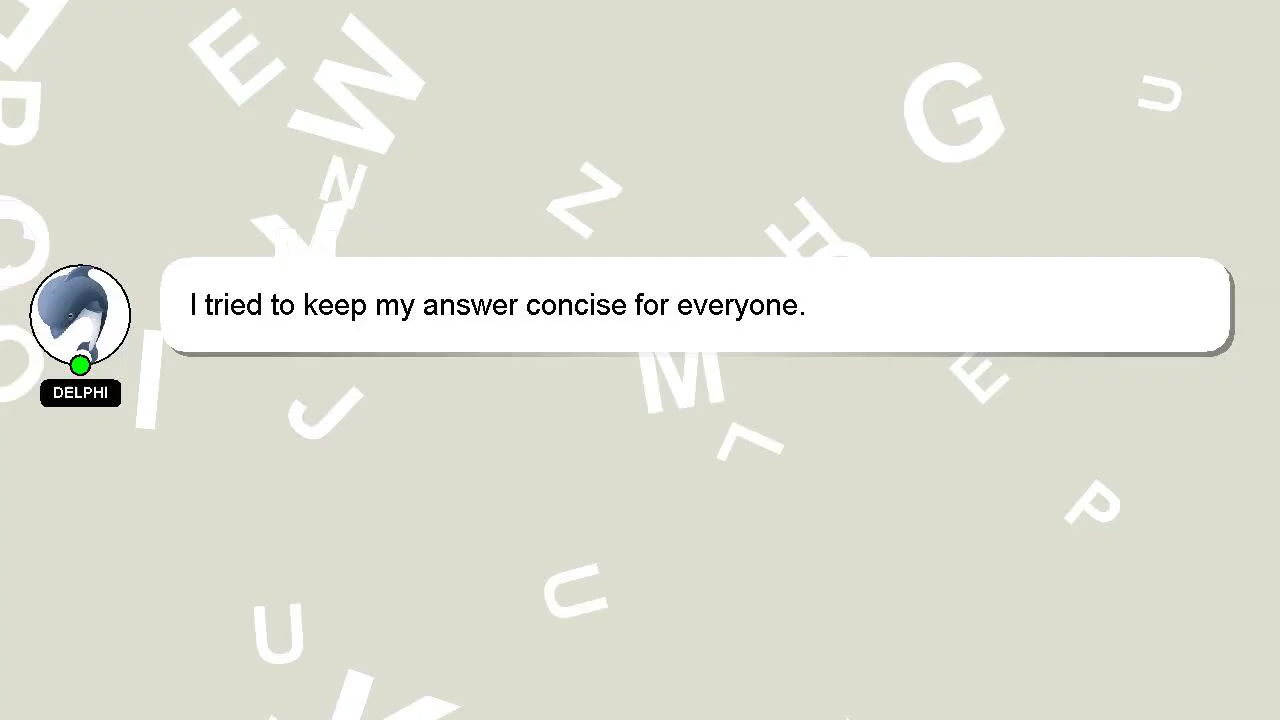 I tried to keep my answer concise for everyone.
DELPHI
E
W
G
U
N
Z
H
I
J
M
L
E
P
U
U
K